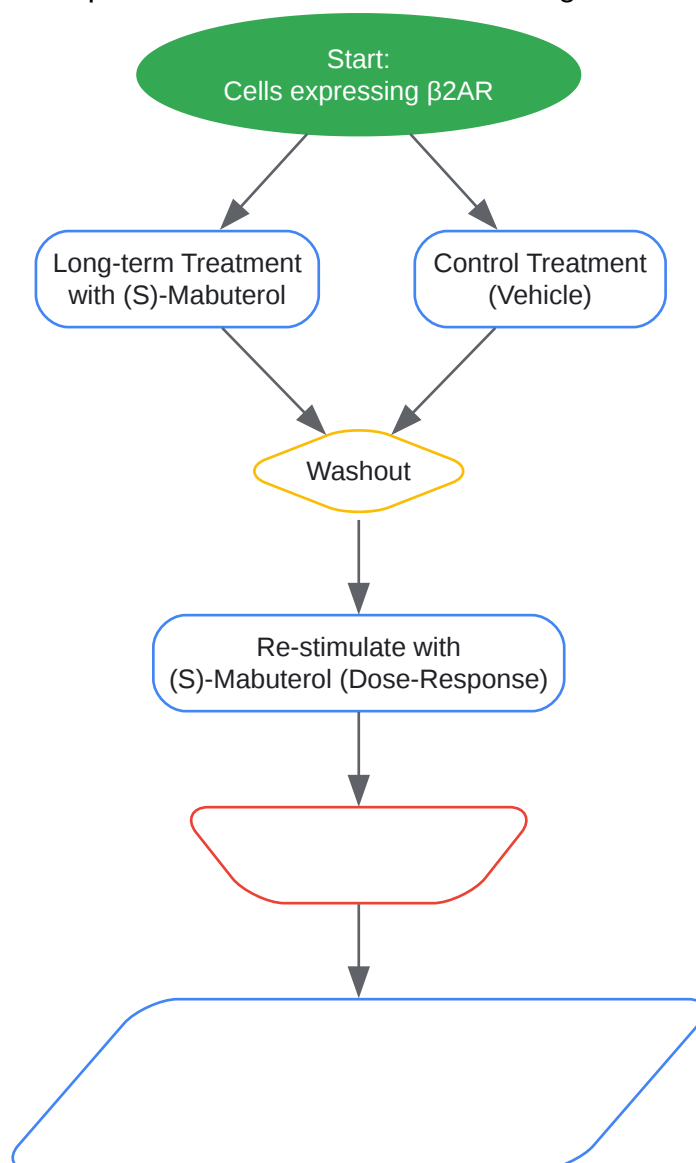 Start:
Cells expressing β2AR
Long-term Treatment
with (S)-Mabuterol
Control Treatment
(Vehicle)
Washout
Re-stimulate with
(S)-Mabuterol (Dose-Response)